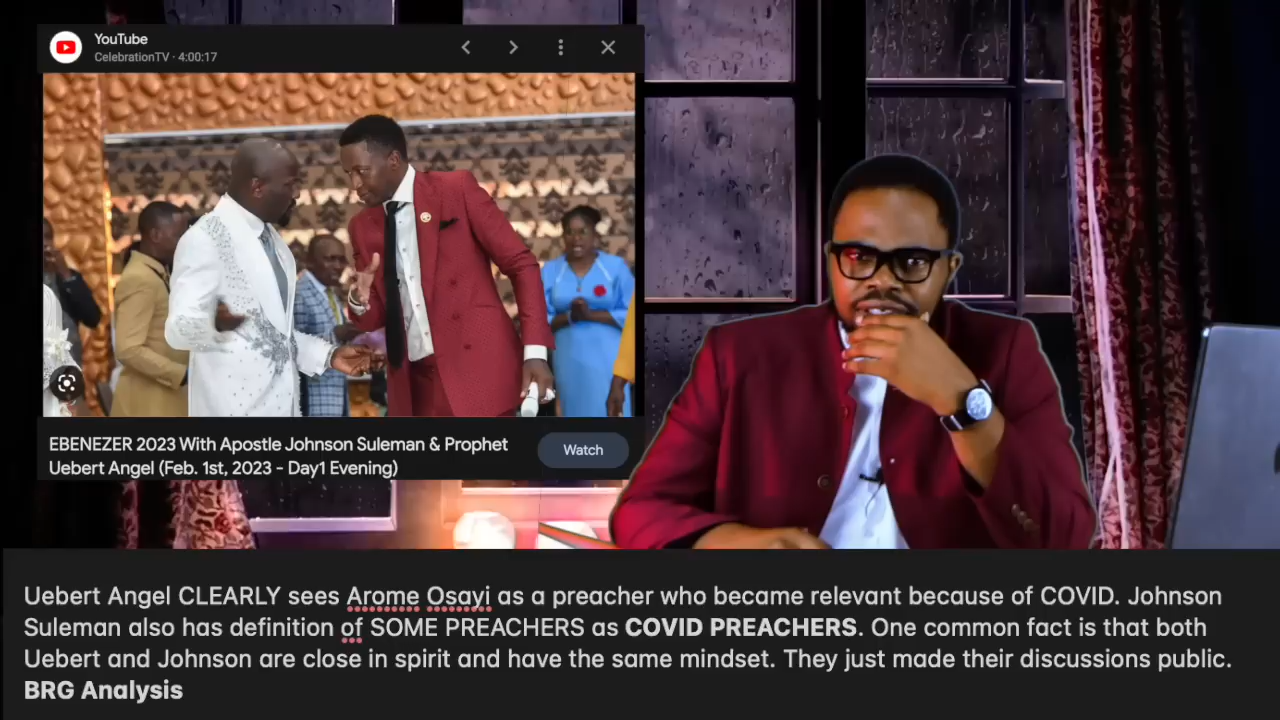 YouTube
CelebrationTV · 4:00:17
EBENEZER 2023 With Apostle Johnson Suleman & Prophet
Uebert Angel (Feb. 1st, 2023 - Day1 Evening)
Watch
Uebert Angel CLEARLY sees Arome Osayi as a preacher who became relevant because of COVID. Johnson
Suleman also has definition of SOME PREACHERS as COVID PREACHERS. One common fact is that both
Uebert and Johnson are close in spirit and have the same mindset. They just made their discussions public.
BRG Analysis